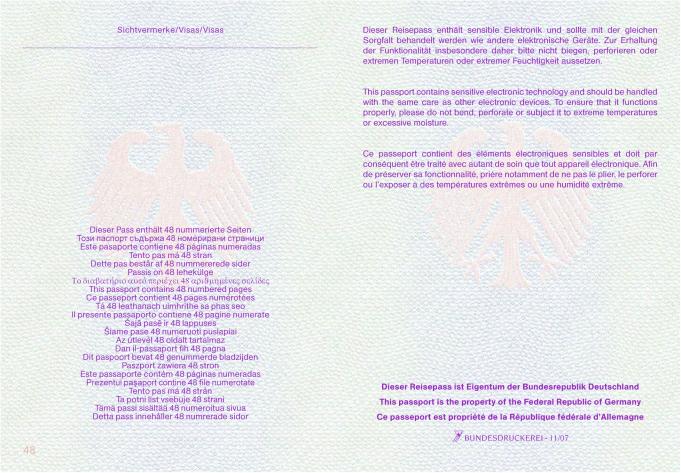 Sichtvermerke/Visas/Visas
Dieser Pass enthält 48 nummerierte Seiten
Този паспорт съдържа 48 номерирани страници
Este pasaporte contiene 48 páginas numeradas
Tento pas má 48 stran
Dette pas består af 48 nummererede sider
Passis on 48 lehekülge
Το διαβατήριο αυτό περιέχει 48 αριθμημένες σελίδες
This passport contains 48 numbered pages
Ce passeport contient 48 pages numérotées
Tá 48 leathanach uimhrithe sa phas seo
Il presente passaporto contiene 48 pagine numerate
Šajā pasē ir 48 lappuses
Šiame pase 48 numeruoti puslapiai
Az útlevél 48 oldalt tartalmaz
Dan il-passaport fih 48 paġna
Dit paspoort bevat 48 genummerde bladzijden
Paszport zawiera 48 stron
Este passaporte contém 48 páginas numeradas
Prezentul paşaport conţine 48 file numerotate
Tento pas má 48 strán
Ta potni list vsebuje 48 strani
Tämä passi sisältää 48 numeroitua sivua
Detta pass innehåller 48 numrerade sidor
48
Dieser Reisepass enthält sensible Elektronik und sollte mit der gleichen
Sorgfalt behandelt werden wie andere elektronische Geräte. Zur Erhaltung
der Funktionalität insbesondere daher bitte nicht biegen, perforieren oder
extremen Temperaturen oder extremer Feuchtigkeit aussetzen.
This passport contains sensitive electronic technology and should be handled
with the same care as other electronic devices. To ensure that it functions
properly, please do not bend, perforate or subject it to extreme temperatures
or excessive moisture.
Ce passeport contient des éléments électroniques sensibles et doit par
conséquent être traité avec autant de soin que tout appareil électronique. Afin
de préserver sa fonctionnalité, prière notamment de ne pas le plier, le perforer
ou l'exposer à des températures extrêmes ou une humidité extrême.
Dieser Reisepass ist Eigentum der Bundesrepublik Deutschland
This passport is the property of the Federal Republic of Germany
Ce passeport est propriété de la République fédérale d'Allemagne
BUNDESDRUCKEREI - 11/07